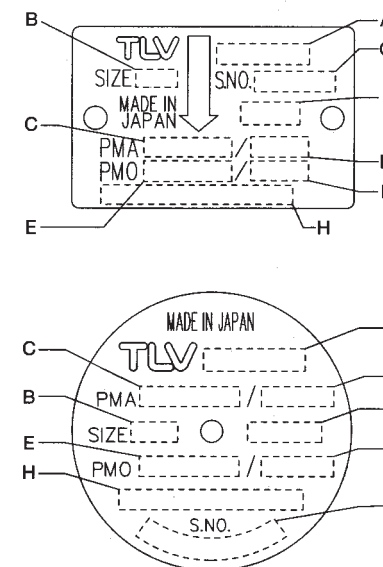 B
TLV
SIZE
S.NO.
MADE IN
JAPAN
C
PMA /
PMO /
E
H
MADE IN JAPAN
TLV
C
PMA /
B
SIZE
E
PMO /
H
S.NO.